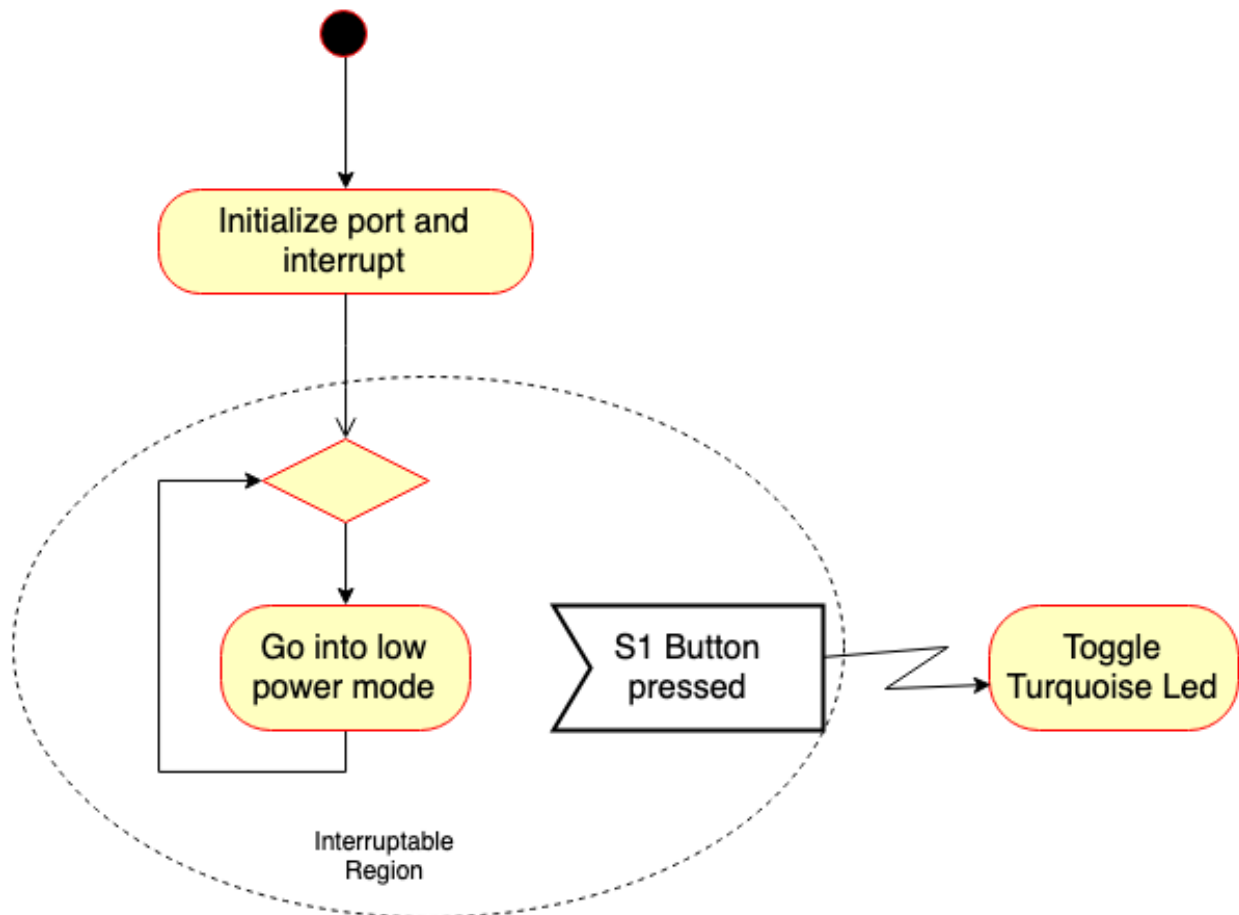 Initialize port and
interrupt
Go into low
power mode
S1 Button
pressed
Toggle
Turquoise Led
Interruptable
Region